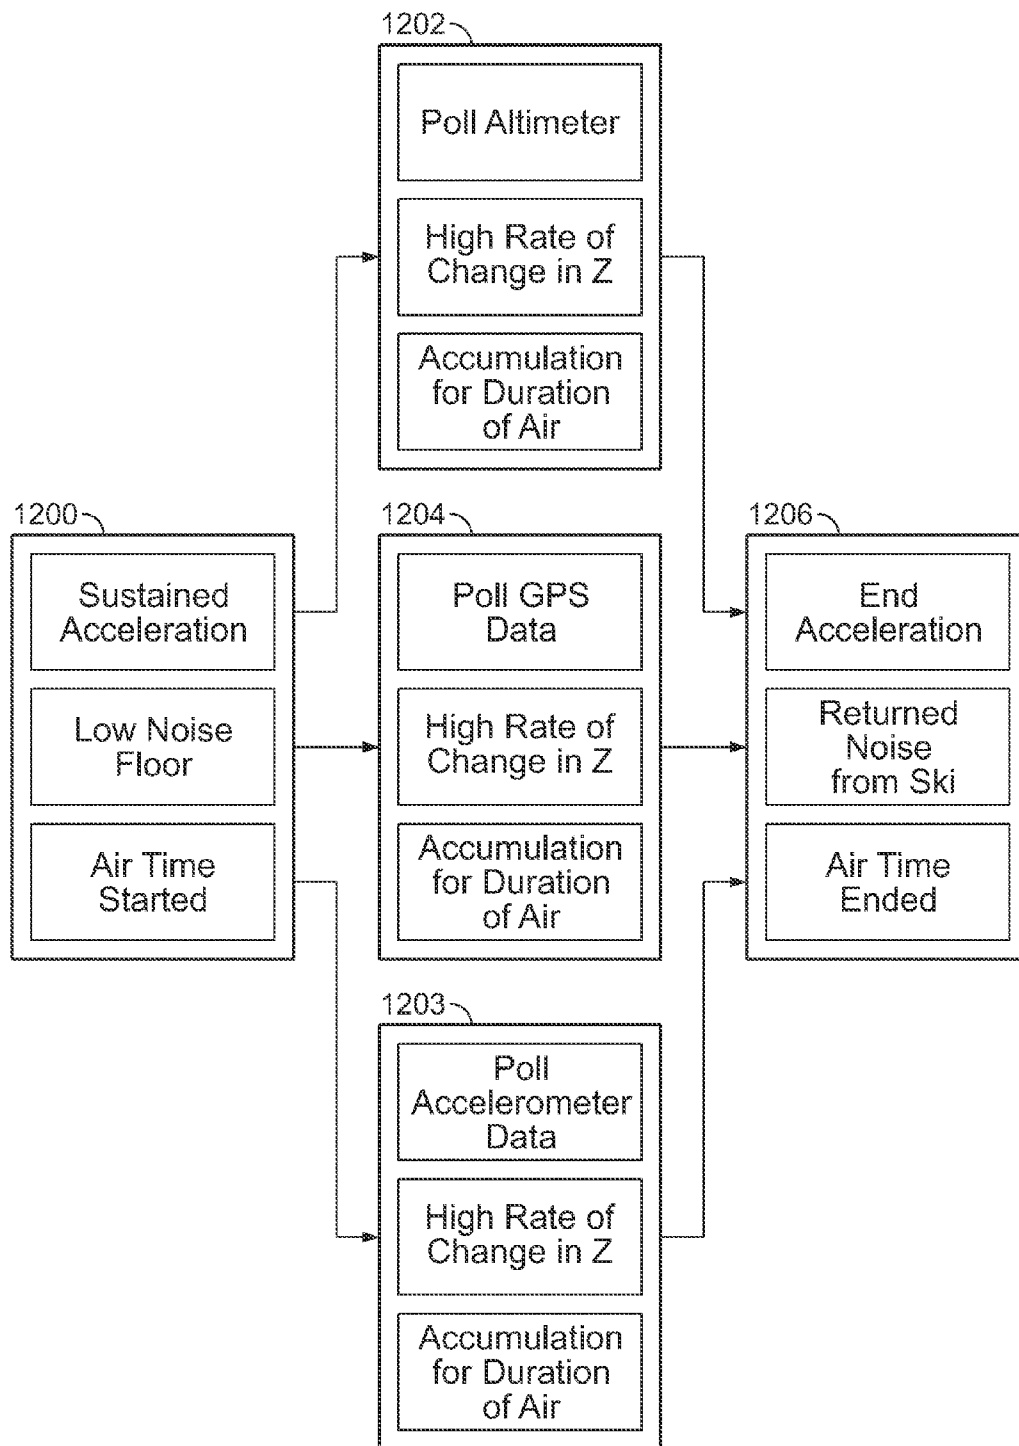 1202
Poll Altimeter
High Rate of
Change in Z
Accumulation
for Duration
of Air
1200
Sustained
Acceleration
Low Noise
Floor
Air Time
Started
1204
Poll GPS
Data
High Rate of
Change in Z
Accumulation
for Duration
of Air
1206
End
Acceleration
Returned
Noise
from Ski
Air Time
Ended
1203
Poll
Accelerometer
Data
High Rate of
Change in Z
Accumulation
for Duration
of Air